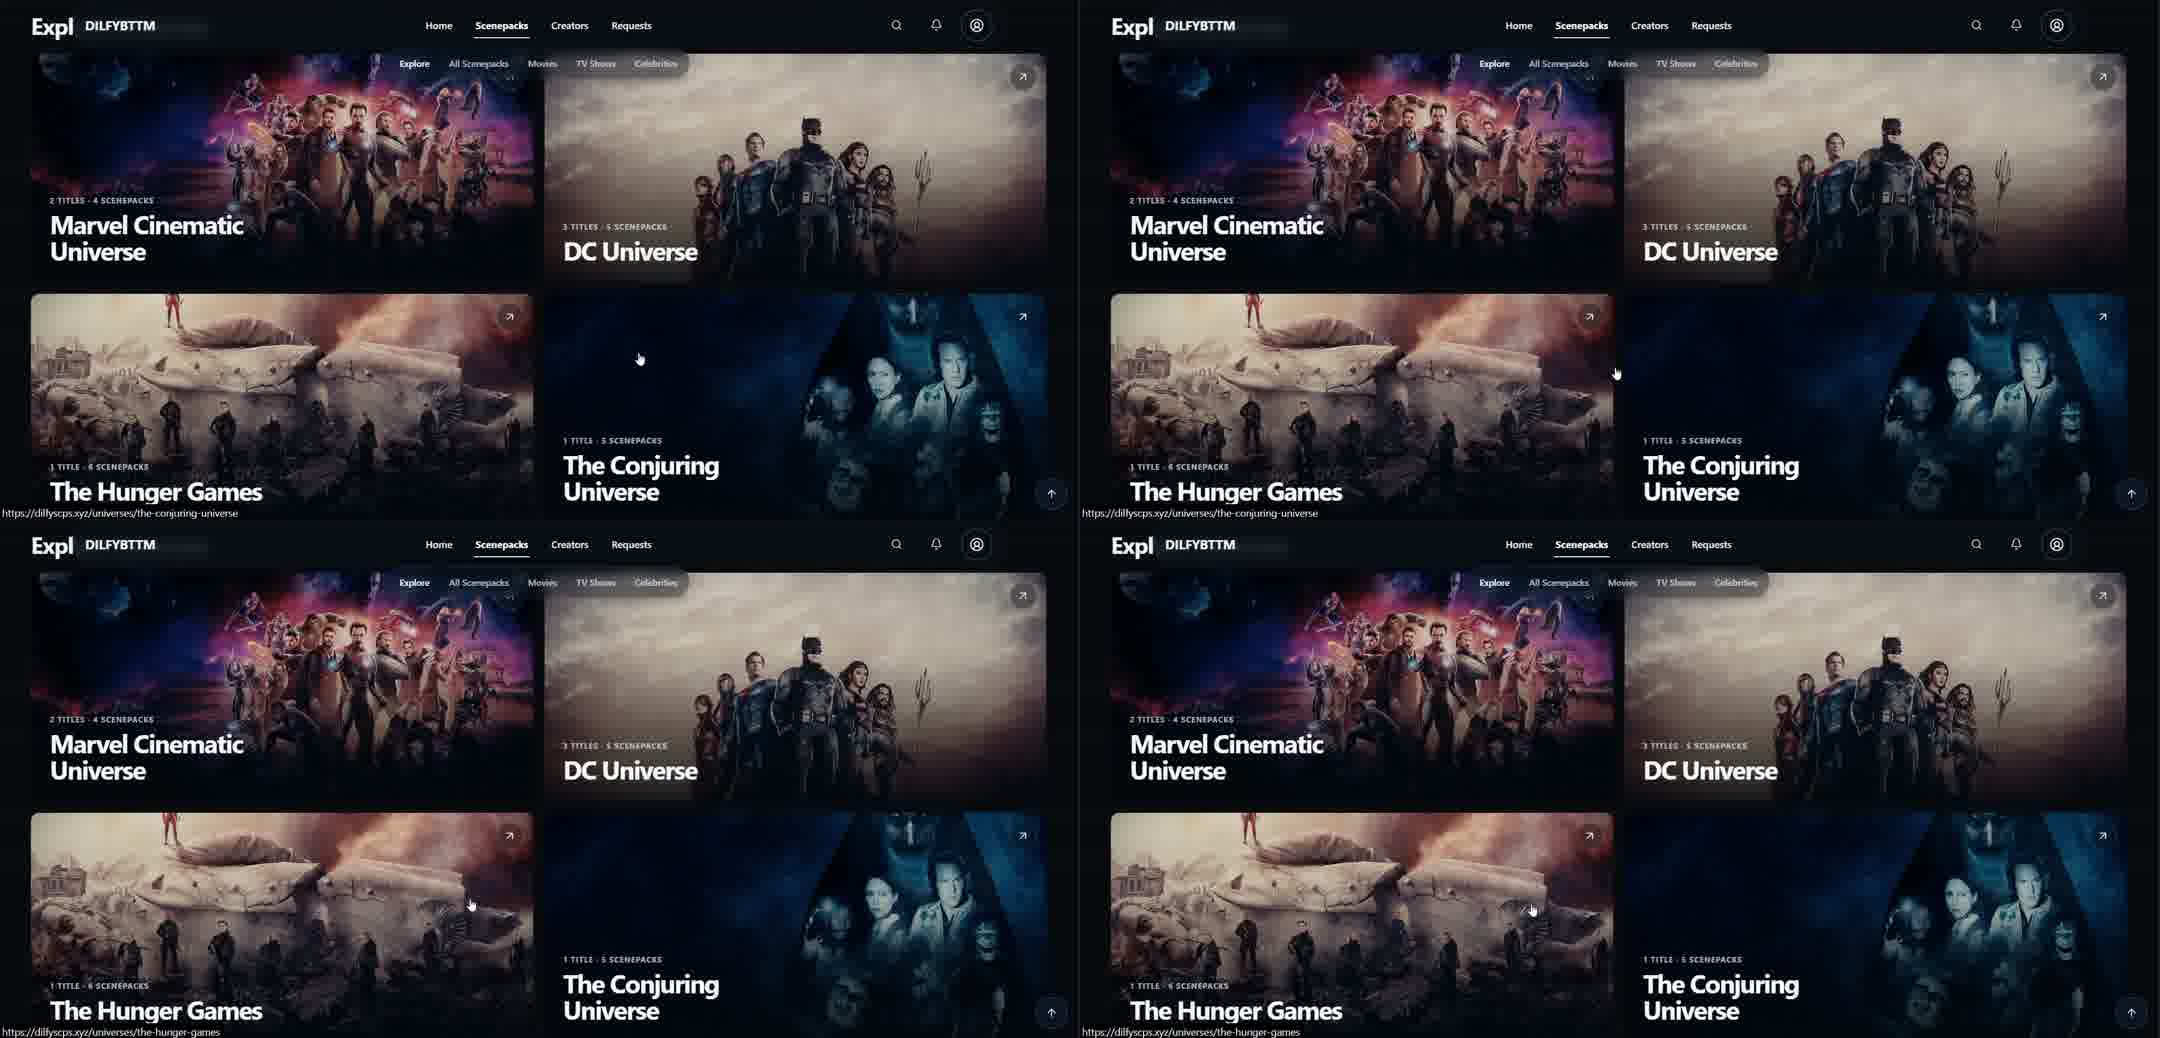 Expl DILFYBTTM Home Scenepacks Creators Requests
Explore All Scenepacks Movies TV Shows Celebrities
2 TITLES · 4 SCENEPACKS
Marvel Cinematic
Universe
3 TITLES · 5 SCENEPACKS
DC Universe
1 TITLE · 6 SCENEPACKS
The Hunger Games
1 TITLE · 5 SCENEPACKS
The Conjuring
Universe
https://dilfyscps.xyz/universes/the-conjuring-universe
Expl DILFYBTTM Home Scenepacks Creators Requests
Explore All Scenepacks Movies TV Shows Celebrities
2 TITLES · 4 SCENEPACKS
Marvel Cinematic
Universe
3 TITLES · 5 SCENEPACKS
DC Universe
1 TITLE · 6 SCENEPACKS
The Hunger Games
1 TITLE · 5 SCENEPACKS
The Conjuring
Universe
https://dilfyscps.xyz/universes/the-conjuring-universe
Expl DILFYBTTM Home Scenepacks Creators Requests
Explore All Scenepacks Movies TV Shows Celebrities
2 TITLES · 4 SCENEPACKS
Marvel Cinematic
Universe
3 TITLES · 5 SCENEPACKS
DC Universe
1 TITLE · 6 SCENEPACKS
The Hunger Games
1 TITLE · 5 SCENEPACKS
The Conjuring
Universe
https://dilfyscps.xyz/universes/the-hunger-games
Expl DILFYBTTM Home Scenepacks Creators Requests
Explore All Scenepacks Movies TV Shows Celebrities
2 TITLES · 4 SCENEPACKS
Marvel Cinematic
Universe
3 TITLES · 5 SCENEPACKS
DC Universe
1 TITLE · 6 SCENEPACKS
The Hunger Games
1 TITLE · 5 SCENEPACKS
The Conjuring
Universe
https://dilfyscps.xyz/universes/the-hunger-games